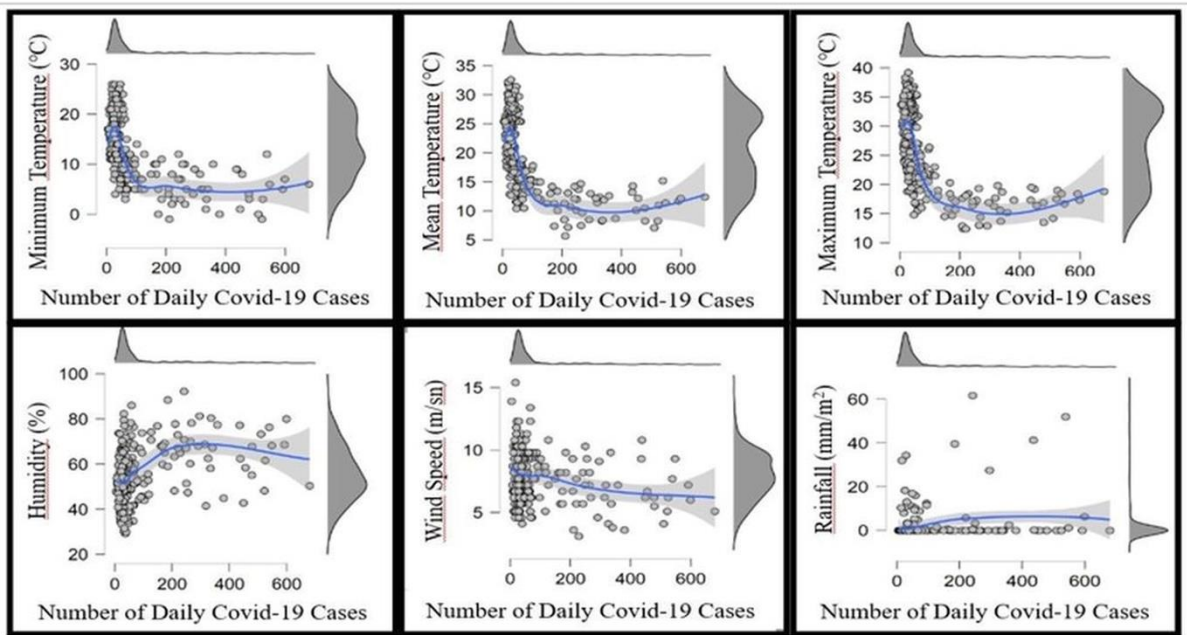 Minimum Temperature (°C)
30
20
10
0
0 200 400 600
Number of Daily Covid-19 Cases
Mean Temperature (°C)
35
30
25
20
15
10
5
0 200 400 600
Number of Daily Covid-19 Cases
Maximum Temperature (°C)
40
35
30
25
20
15
10
0 200 400 600
Number of Daily Covid-19 Cases
Humidity (%)
100
80
60
40
20
0 200 400 600
Number of Daily Covid-19 Cases
Wind Speed (m/sn)
15
10
5
0 200 400 600
Number of Daily Covid-19 Cases
Rainfall (mm/m²)
60
40
20
0
0 200 400 600
Number of Daily Covid-19 Cases